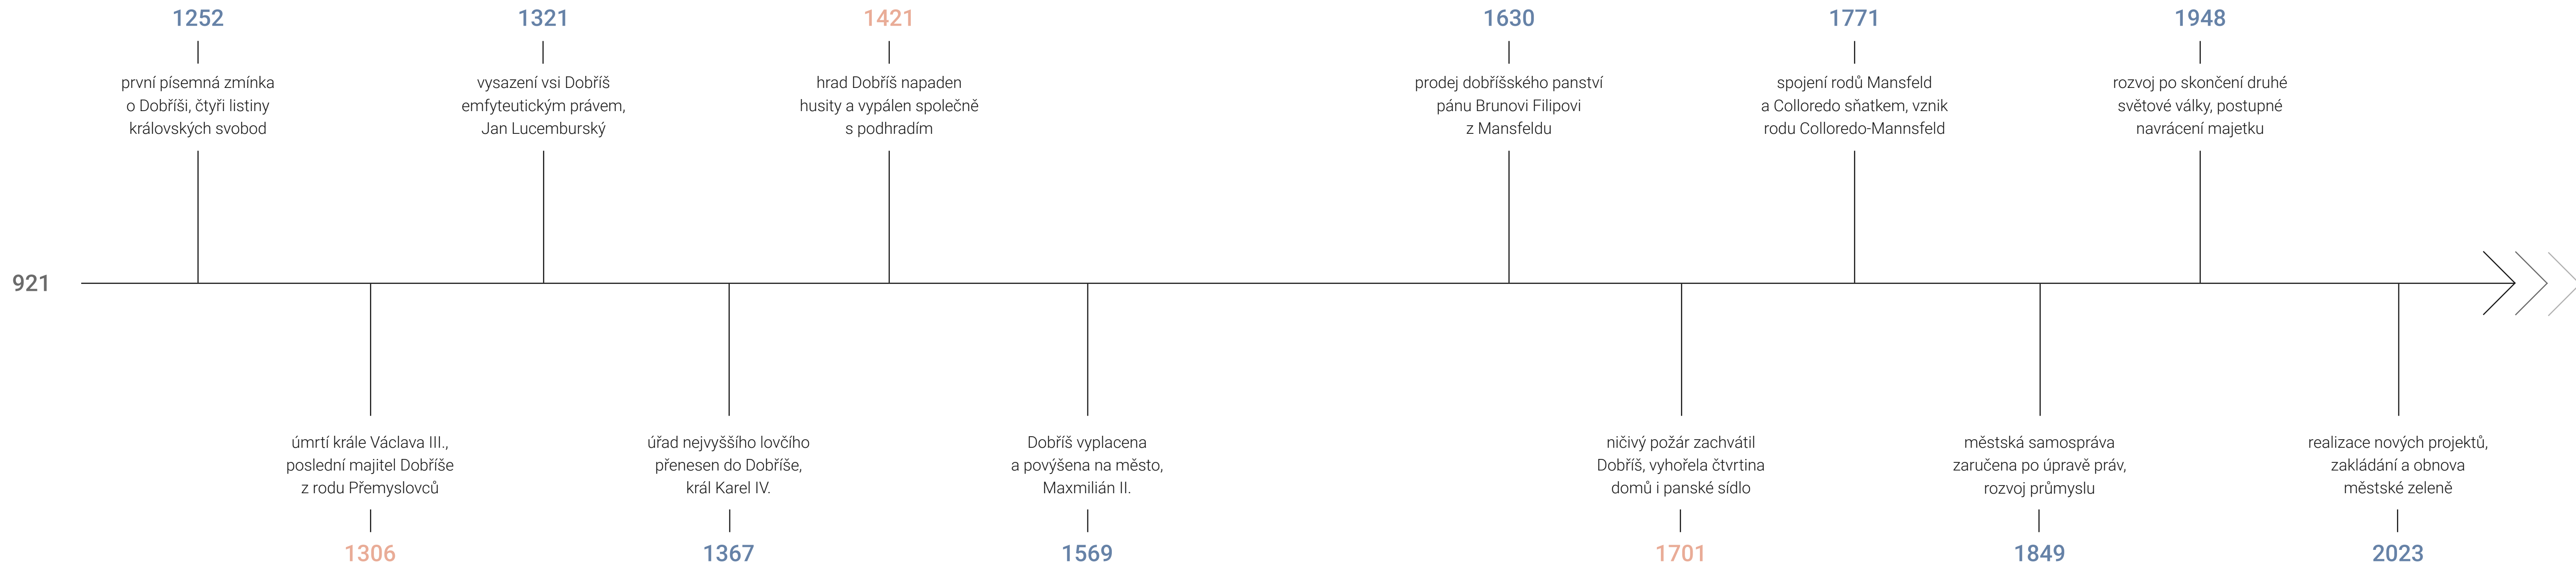 1252
první písemná zmínka
o Dobříši, čtyři listiny
královských svobod
1321
vysazení vsi Dobříš
emfyteutickým právem,
Jan Lucemburský
1421
hrad Dobříš napaden
husity a vypálen společně
s podhradím
1630
prodej dobříšského panství
pánu Brunovi Filipovi
z Mansfeldu
1771
spojení rodů Mansfeld
a Colloredo sňatkem, vznik
rodu Colloredo-Mannsfeld
1948
rozvoj po skončení druhé
světové války, postupné
navrácení majetku
921
úmrtí krále Václava III.,
poslední majitel Dobříše
z rodu Přemyslovců
1306
úřad nejvyššího lovčího
přenesen do Dobříše,
král Karel IV.
1367
Dobříš vyplacena
a povýšena na město,
Maxmilián II.
1569
ničivý požár zachvátil
Dobříš, vyhořela čtvrtina
domů i panské sídlo
1701
městská samospráva
zaručena po úpravě práv,
rozvoj průmyslu
1849
realizace nových projektů,
zakládání a obnova
městské zeleně
2023